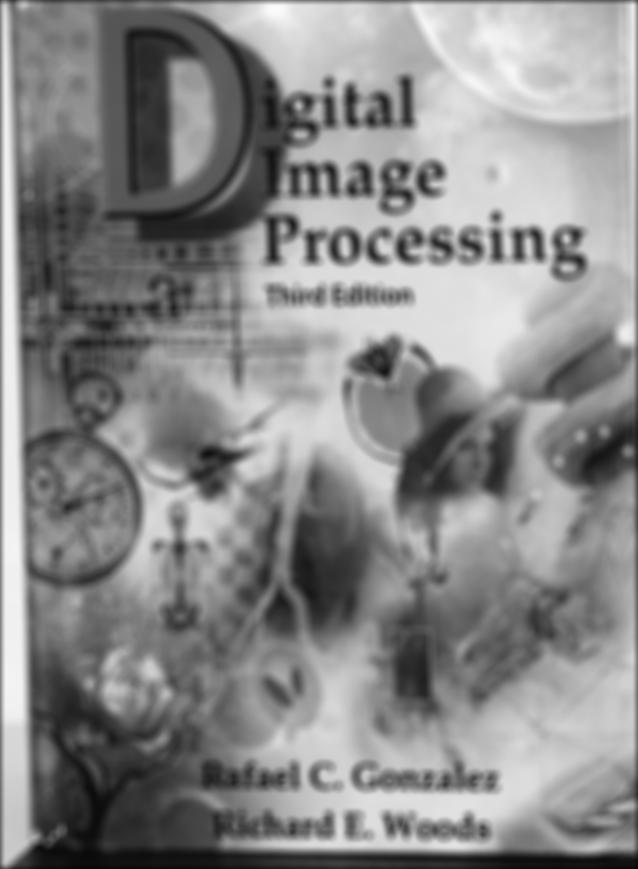 Digital
Image
Processing
Third Edition
Rafael C. Gonzalez
Richard E. Woods